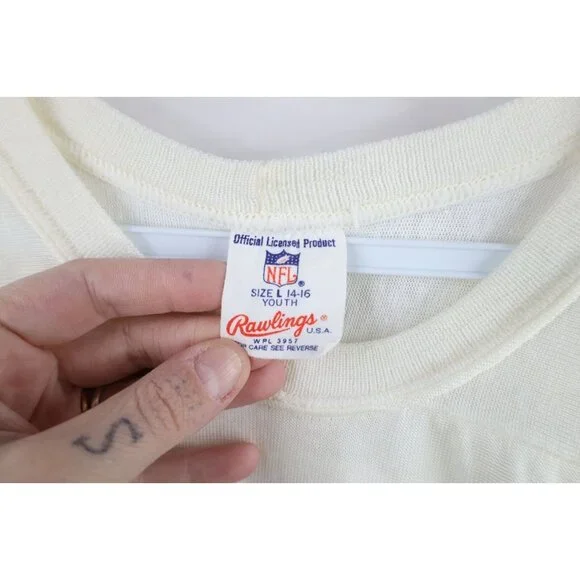 Official Licensed Product
NFL ®
SIZE L 14-16
YOUTH
Rawlings ®
U.S.A.
WPL 3957
CARE SEE REVERSE
S